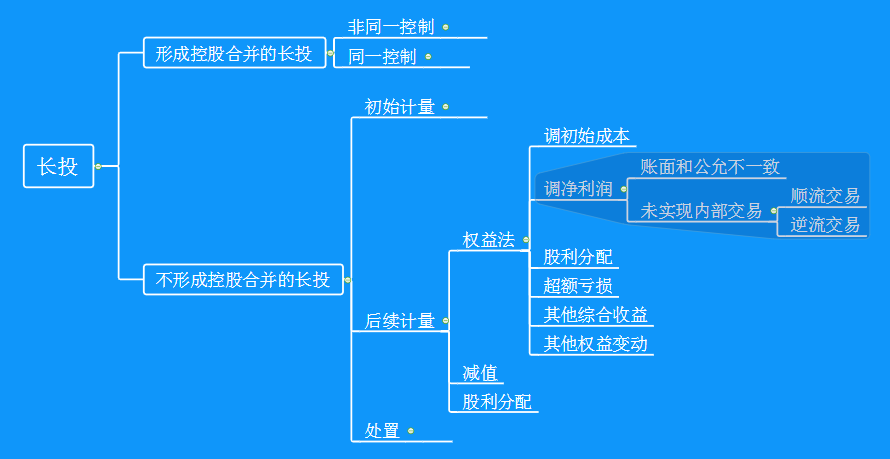 长投
形成控股合并的长投
非同一控制
同一控制
不形成控股合并的长投
初始计量
后续计量
权益法
调初始成本
调净利润
账面和公允不一致
未实现内部交易
顺流交易
逆流交易
股利分配
超额亏损
其他综合收益
其他权益变动
减值
股利分配
处置